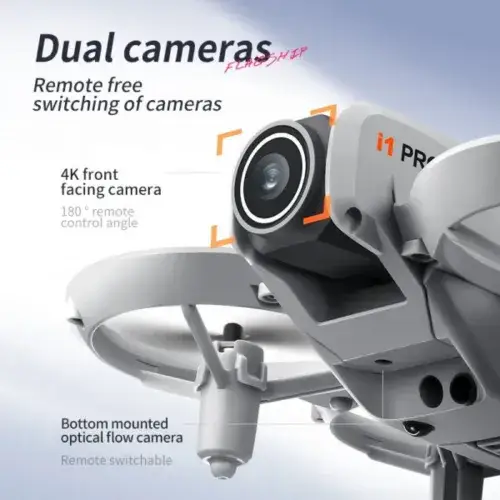 Dual cameras
FLAGSHIP
Remote free
switching of cameras
i1 PRO
4K front
facing camera
180° remote
control angle
Bottom mounted
optical flow camera
Remote switchable